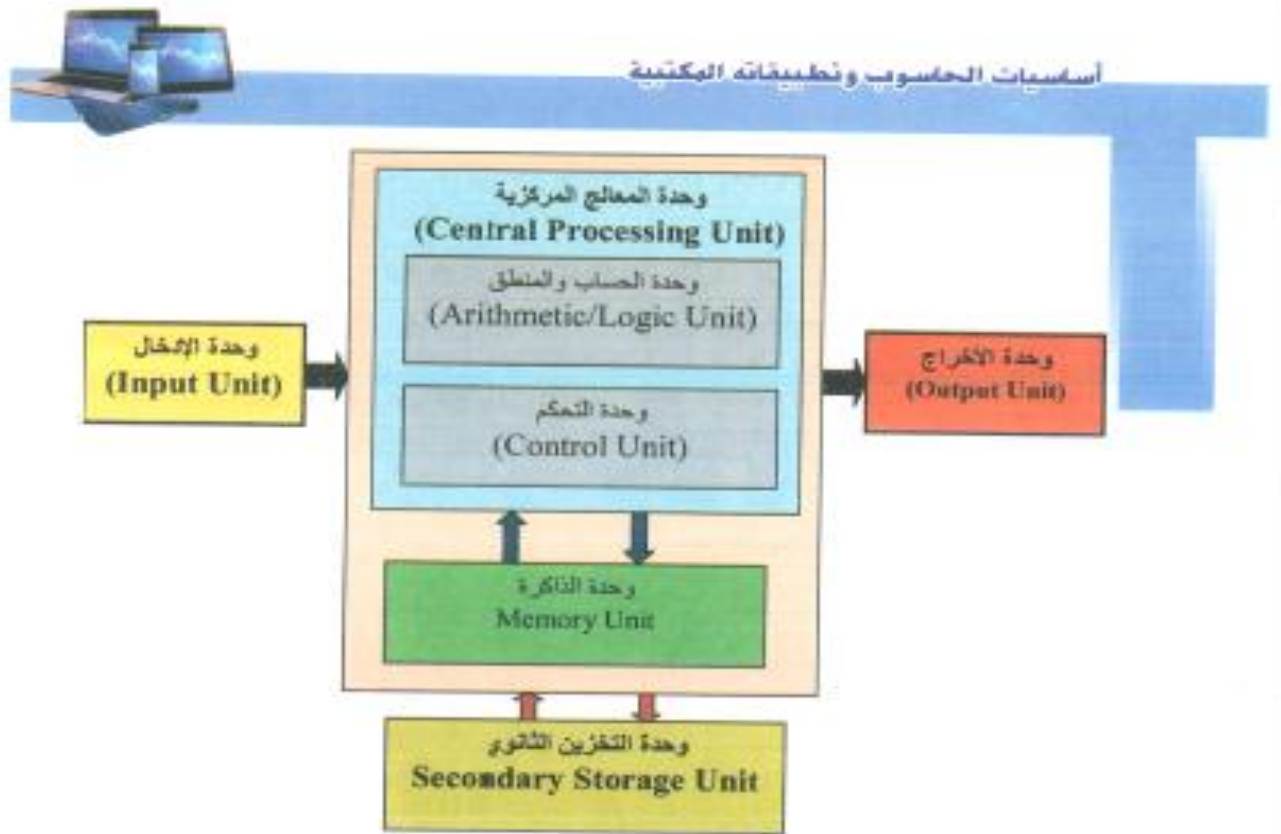 أساسيات الحاسوب وتطبيقاته المكتبية
وحدة المعالج المركزية
(Central Processing Unit)
وحدة الحساب والمنطق
(Arithmetic/Logic Unit)
وحدة الإدخال
(Input Unit)
وحدة الأخراج
(Output Unit)
وحدة التحكم
(Control Unit)
وحدة الذاكرة
Memory Unit
وحدة التخزين الثانوي
Secondary Storage Unit